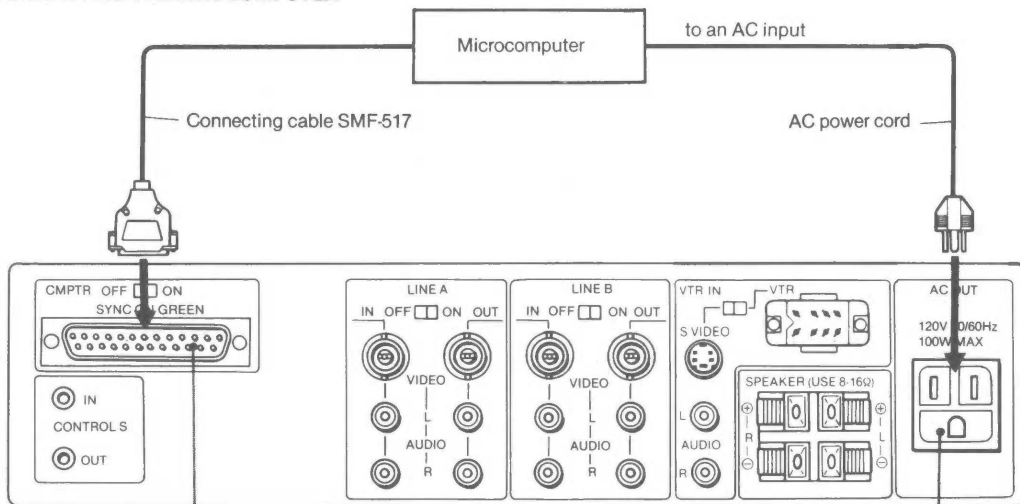 Microcomputer
to an AC input
Connecting cable SMF-517
AC power cord
CMPTR OFF ON
SYNC GREEN
IN
CONTROL S
OUT
LINE A
IN OFF ON OUT
VIDEO
L
AUDIO
R
LINE B
IN OFF ON OUT
VIDEO
L
AUDIO
R
VTR IN VTR
S VIDEO
L
AUDIO
R
SPEAKER (USE 8-16Ω)
⊕ ⊕
R L
⊖ ⊖
AC OUT
120V /60Hz
100W MAX